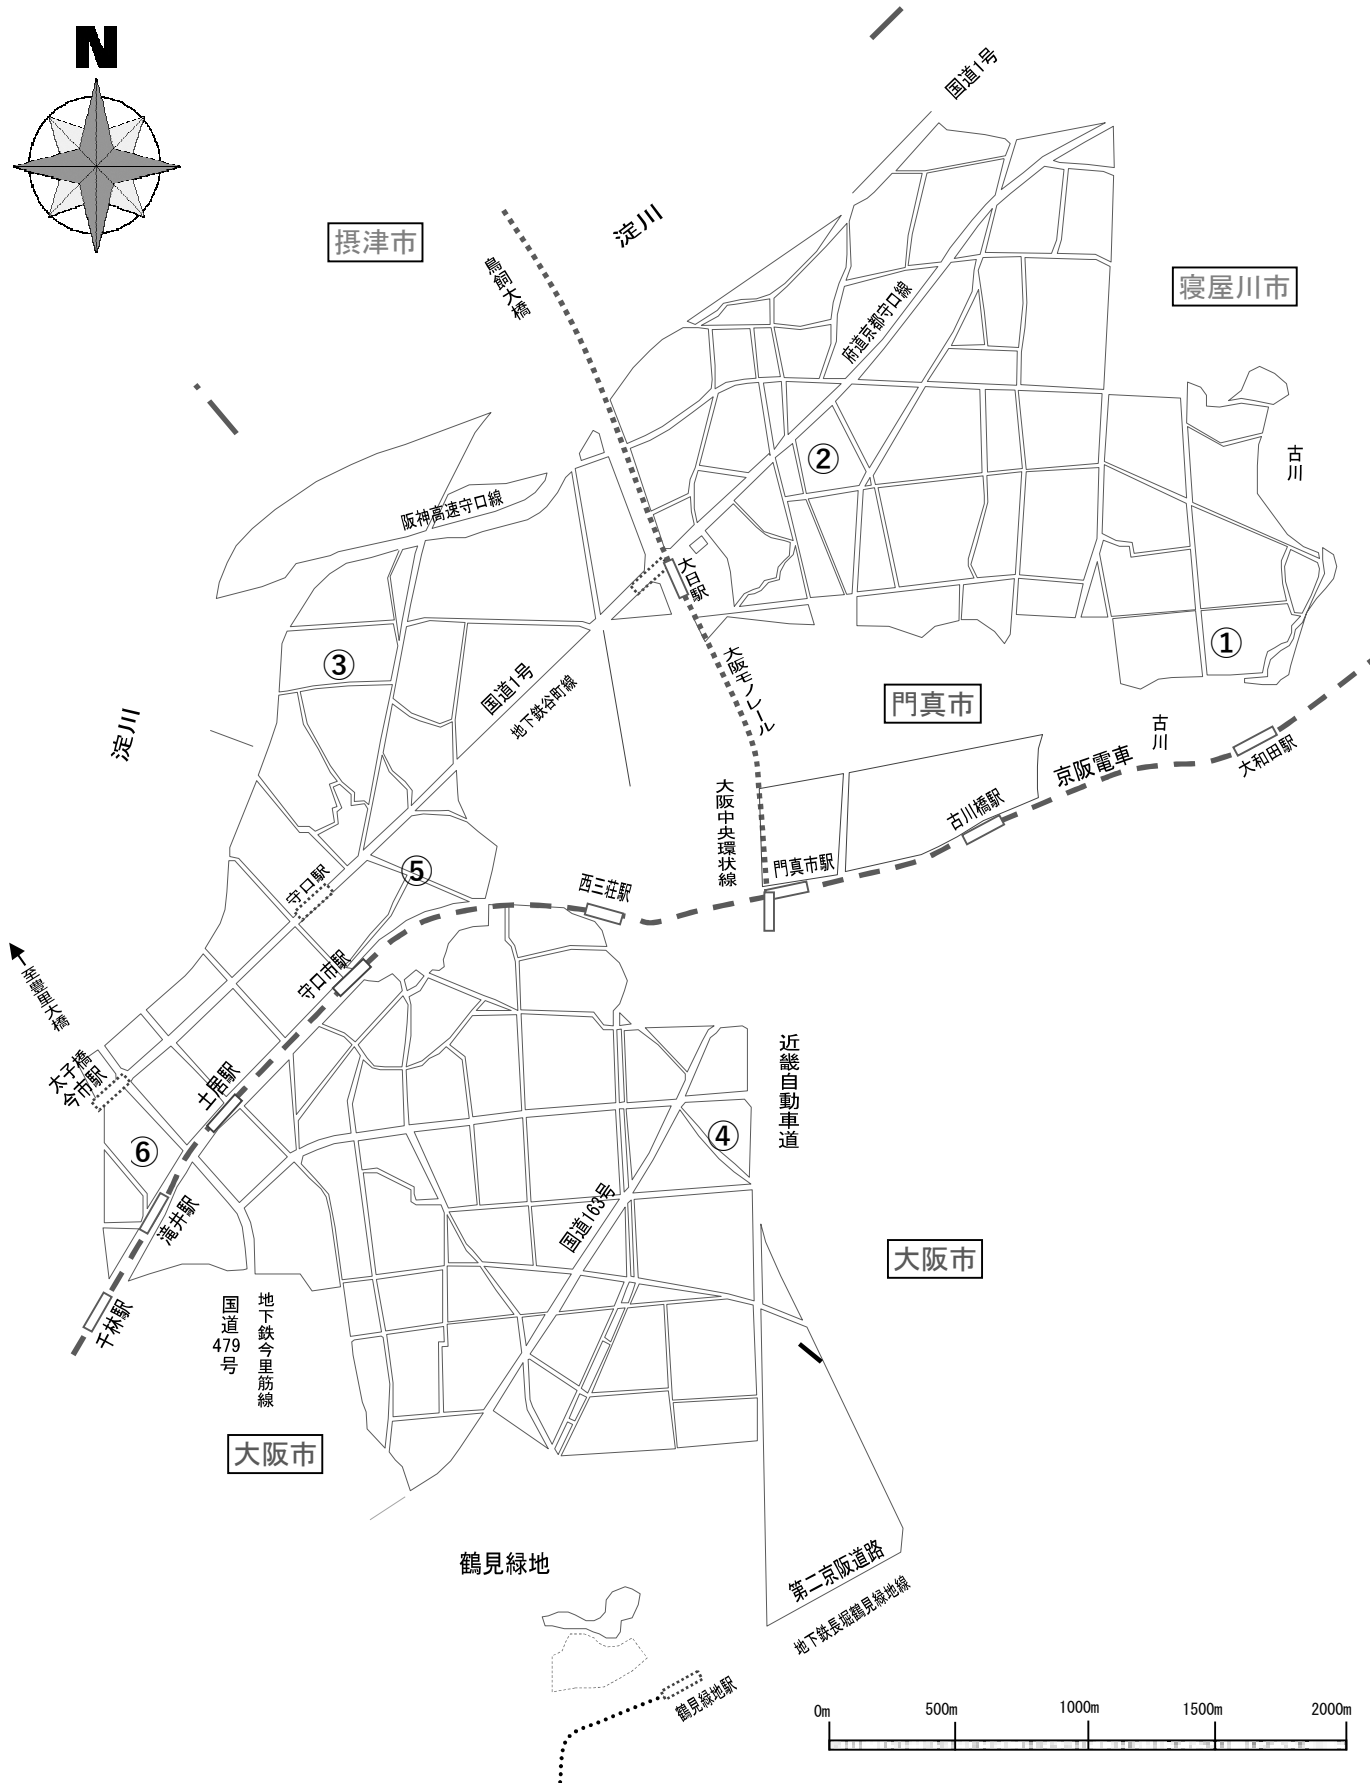 N
国道1号
摂津市
淀川
鳥飼大橋
寝屋川市
府道京都守口線
古川
②
阪神高速守口線
大日駅
③
①
国道1号
地下鉄谷町線
大阪モノレール
門真市
淀川
古川
京阪電車
大和田駅
大阪中央環状線
古川橋駅
門真市駅
⑤
西三荘駅
守口駅
守口市駅
至豊里大橋
太子橋
今市駅
土居駅
近畿自動車道
④
⑥
滝井駅
国道163号
大阪市
千林駅
国道
479
号
地下鉄今里筋線
大阪市
鶴見緑地
第二京阪道路
地下鉄長堀鶴見緑地線
鶴見緑地駅
0m 500m 1000m 1500m 2000m